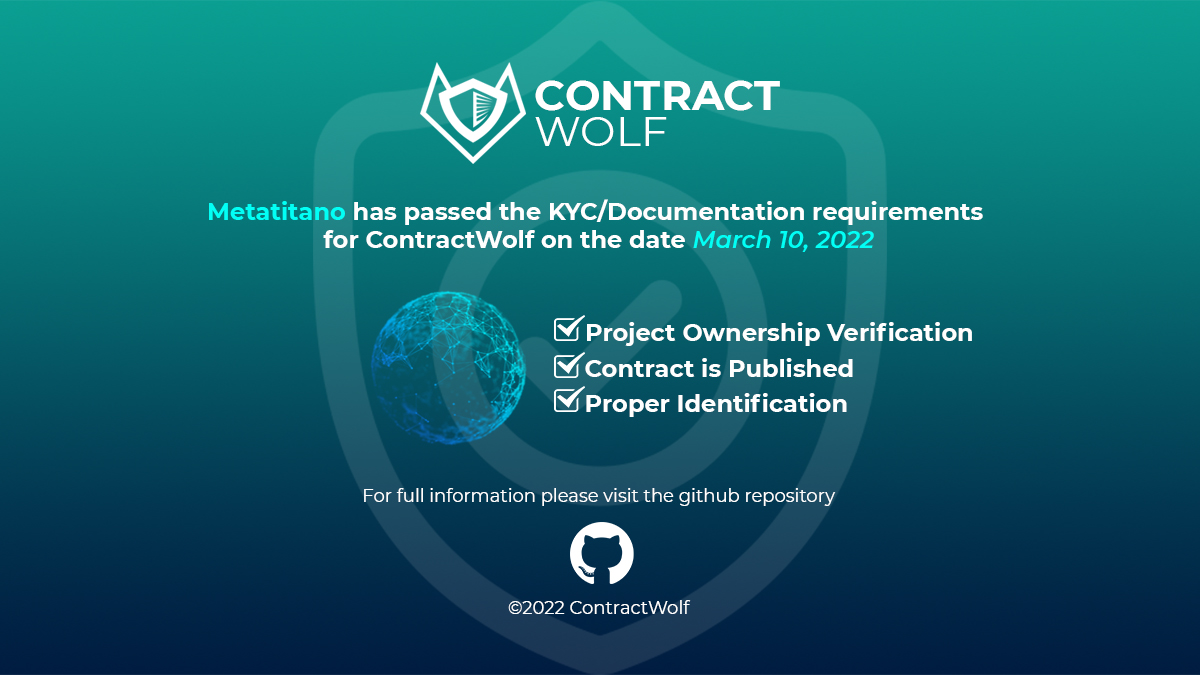 CONTRACT
WOLF
Metatitano has passed the KYC/Documentation requirements
for ContractWolf on the date March 10, 2022
Project Ownership Verification
Contract is Published
Proper Identification
For full information please visit the github repository
©2022 ContractWolf